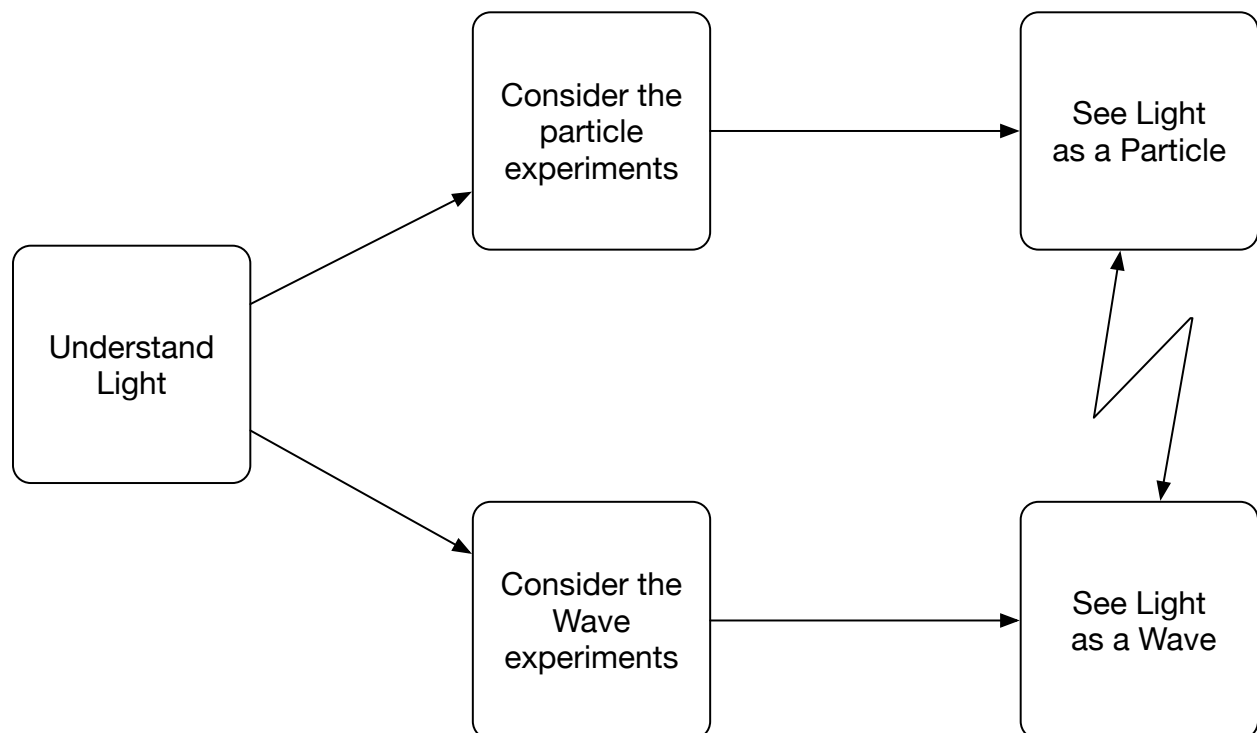 Consider the
particle
experiments
See Light
as a Particle
Understand
Light
Consider the
Wave
experiments
See Light
as a Wave